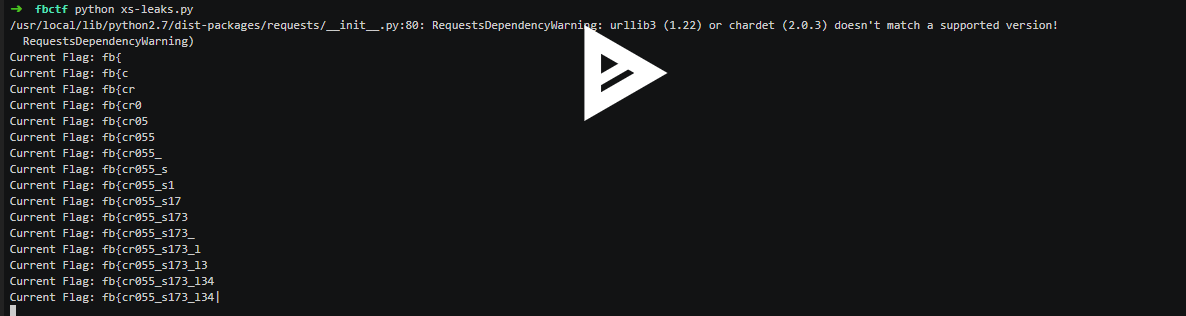 ➜ fbctf python xs-leaks.py
/usr/local/lib/python2.7/dist-packages/requests/__init__.py:80: RequestsDependencyWarning: urllib3 (1.22) or chardet (2.0.3) doesn't match a supported version!
  RequestsDependencyWarning)
Current Flag: fb{
Current Flag: fb{c
Current Flag: fb{cr
Current Flag: fb{cr0
Current Flag: fb{cr05
Current Flag: fb{cr055
Current Flag: fb{cr055_
Current Flag: fb{cr055_s
Current Flag: fb{cr055_s1
Current Flag: fb{cr055_s17
Current Flag: fb{cr055_s173
Current Flag: fb{cr055_s173_
Current Flag: fb{cr055_s173_l
Current Flag: fb{cr055_s173_l3
Current Flag: fb{cr055_s173_l34
Current Flag: fb{cr055_s173_l34|